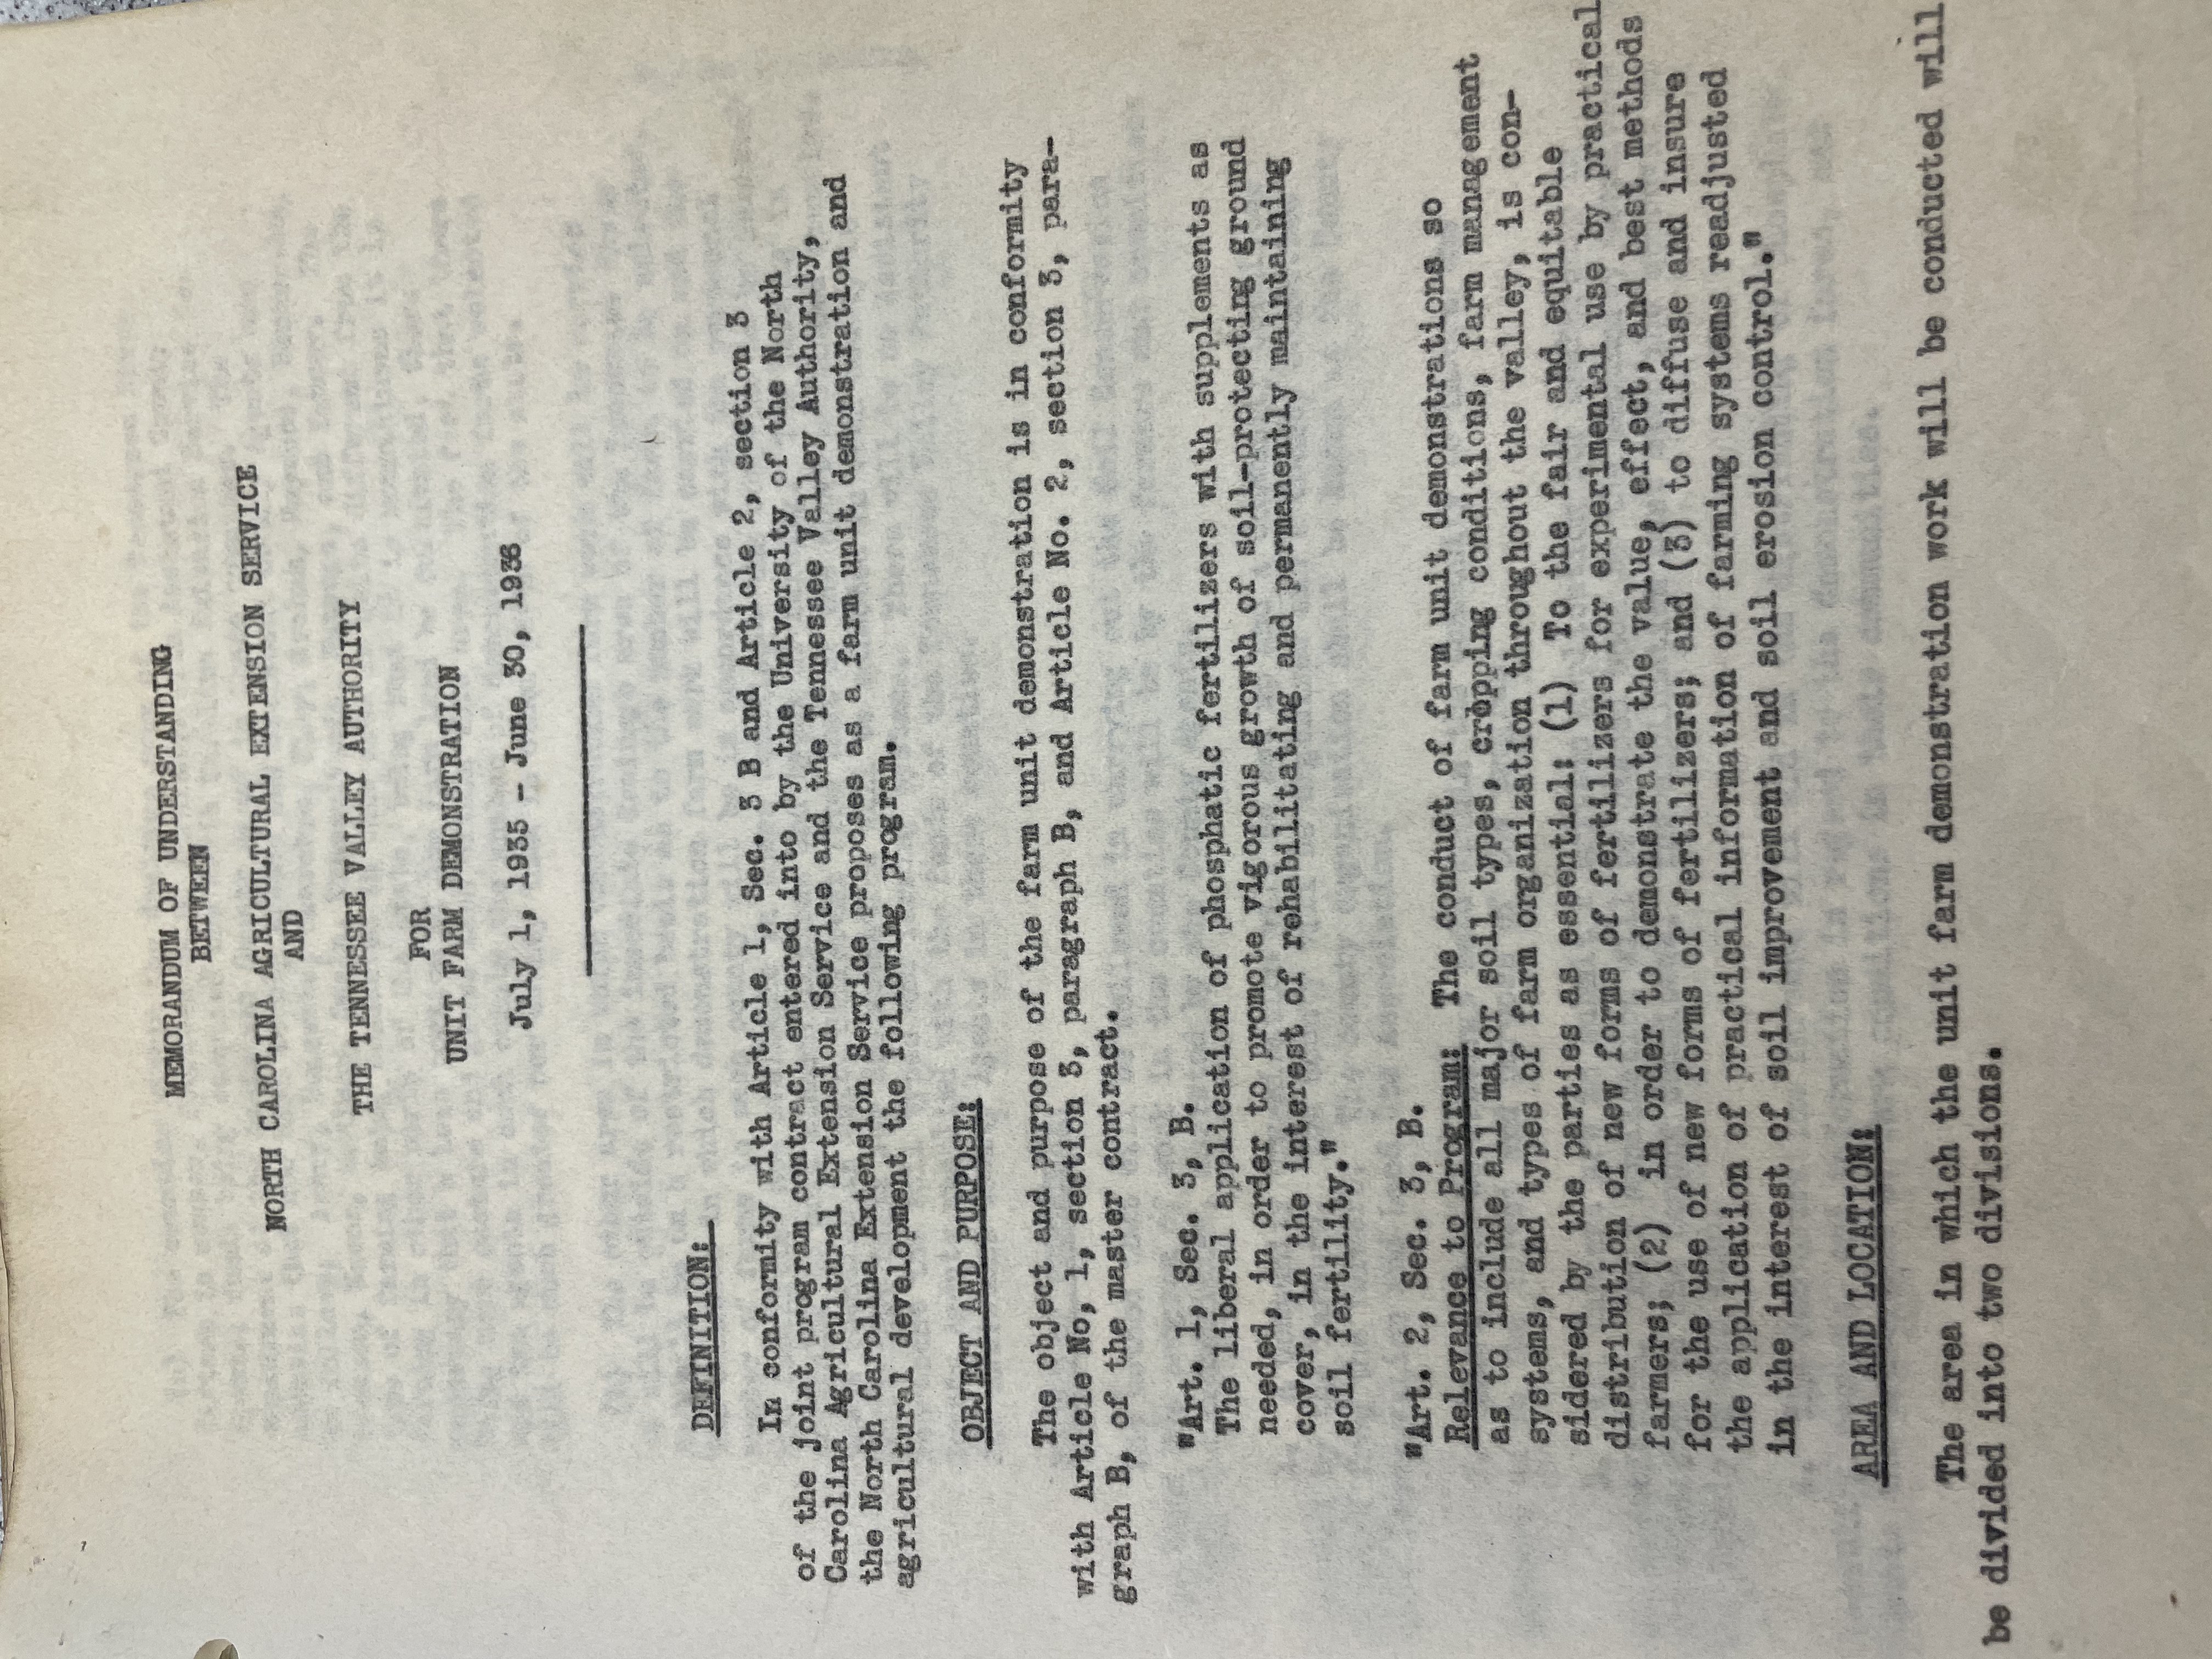 MEMORANDUM OF UNDERSTANDING
BETWEEN
NORTH CAROLINA AGRICULTURAL EXTENSION SERVICE
AND
THE TENNESSEE VALLEY AUTHORITY
FOR
UNIT FARM DEMONSTRATION
July 1, 1935 - June 30, 1936
DEFINITION:
In conformity with Article 1, Sec. 3 B and Article 2, section 3
of the joint program contract entered into by the University of the North
Carolina Agricultural Extension Service and the Tennessee Valley Authority,
the North Carolina Extension Service proposes as a farm unit demonstration and
agricultural development the following program.
OBJECT AND PURPOSE:
The object and purpose of the farm unit demonstration is in conformity
with Article No, 1, section 3, paragraph B, and Article No. 2, section 3, para-
graph B, of the master contract.
"Art. 1, Sec. 3, B.
The liberal application of phosphatic fertilizers with supplements as
needed, in order to promote vigorous growth of soil-protecting ground
cover, in the interest of rehabilitating and permanently maintaining
soil fertility."
"Art. 2, Sec. 3, B.
Relevance to Program: The conduct of farm unit demonstrations so
as to include all major soil types, cropping conditions, farm management
systems, and types of farm organization throughout the valley, is con-
sidered by the parties as essential: (1) To the fair and equitable
distribution of new forms of fertilizers for experimental use by practical
farmers; (2) in order to demonstrate the value, effect, and best methods
for the use of new forms of fertilizers; and (3) to diffuse and insure
the application of practical information of farming systems readjusted
in the interest of soil improvement and soil erosion control."
AREA AND LOCATION:
The area in which the unit farm demonstration work will be conducted will
be divided into two divisions.